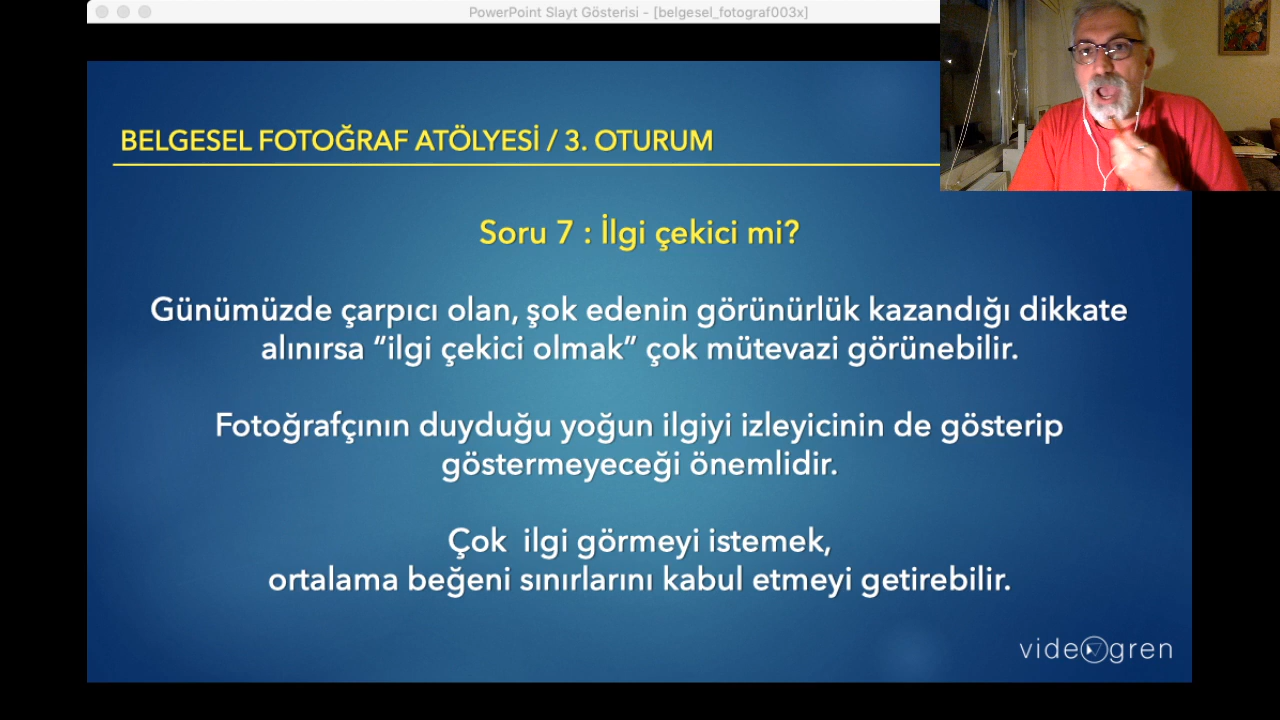 PowerPoint Slayt Gösterisi - [belgesel_fotograf003x]
BELGESEL FOTOĞRAF ATÖLYESİ / 3. OTURUM
Soru 7 : İlgi çekici mi?
Günümüzde çarpıcı olan, şok edenin görünürlük kazandığı dikkate
alınırsa “ilgi çekici olmak” çok mütevazi görünebilir.
Fotoğrafçının duyduğu yoğun ilgiyi izleyicinin de gösterip
göstermeyeceği önemlidir.
Çok  ilgi görmeyi istemek,
ortalama beğeni sınırlarını kabul etmeyi getirebilir.
videogren